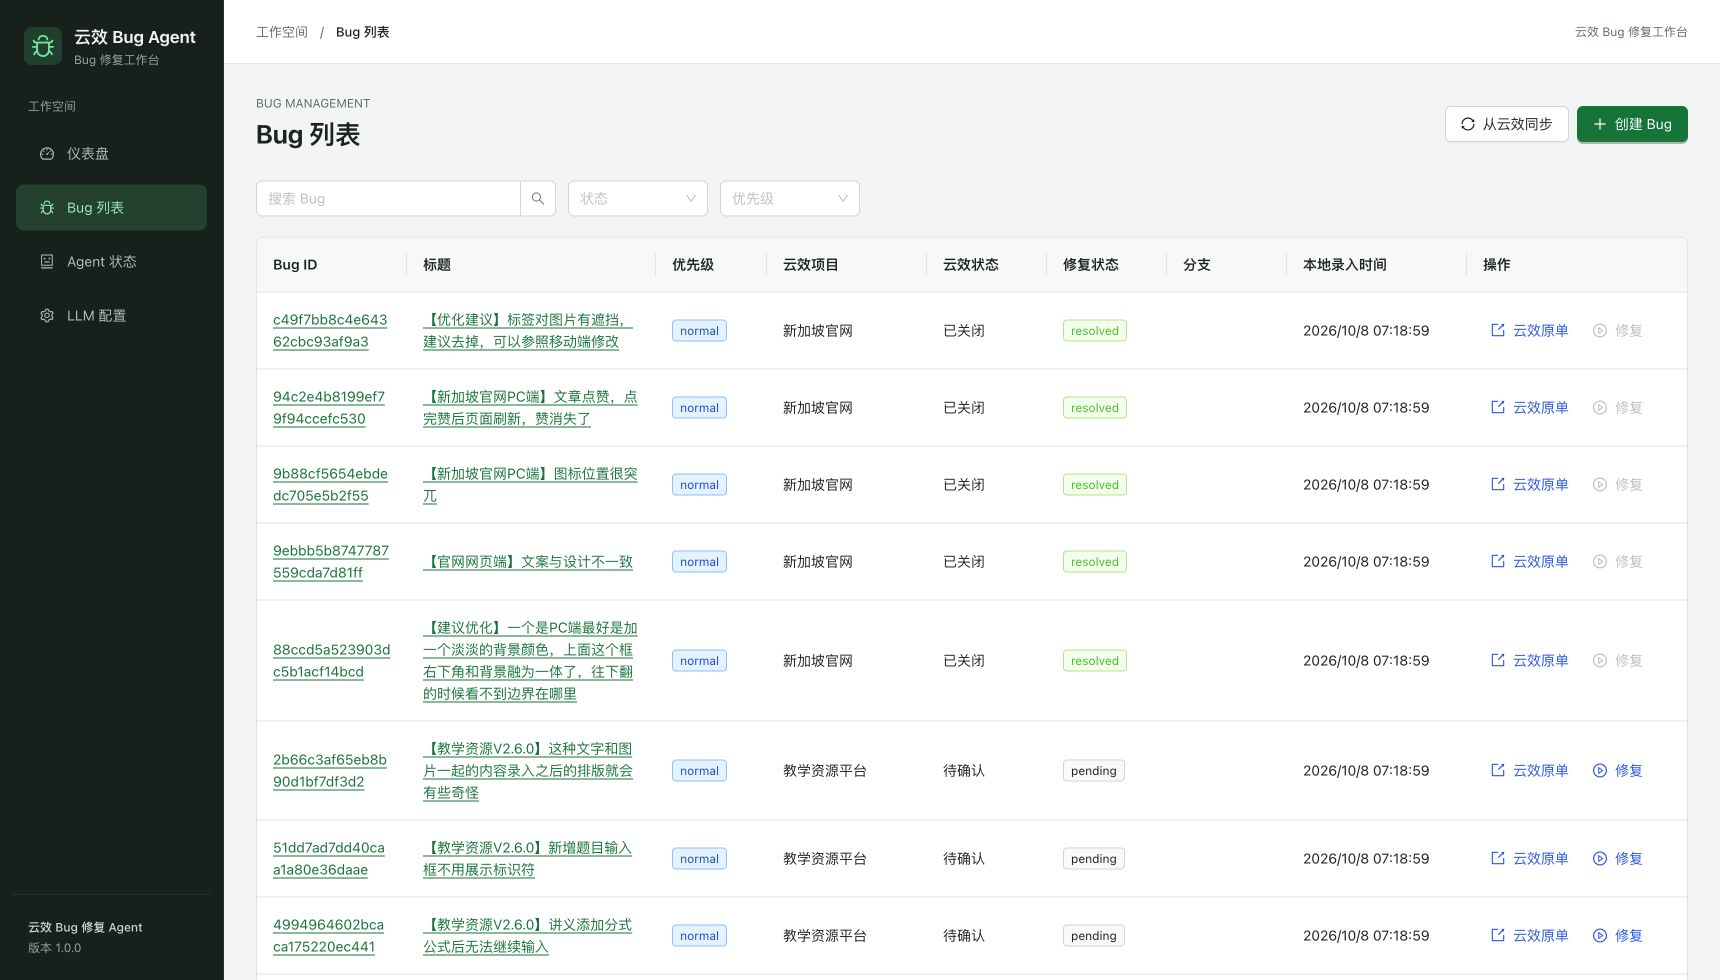 云效 Bug Agent
Bug 修复工作台
工作空间
仪表盘
Bug 列表
Agent 状态
LLM 配置
云效 Bug 修复 Agent
版本 1.0.0
工作空间 / Bug 列表
云效 Bug 修复工作台
BUG MANAGEMENT
Bug 列表
从云效同步
创建 Bug
搜索 Bug
状态
优先级
Bug ID 标题 优先级 云效项目 云效状态 修复状态 分支 本地录入时间 操作
c49f7bb8c4e643
62cbc93af9a3
【优化建议】标签对图片有遮挡，
建议去掉，可以参照移动端修改
normal 新加坡官网 已关闭 resolved 2026/10/8 07:18:59 云效原单 修复
94c2e4b8199ef7
9f94ccefc530
【新加坡官网PC端】文章点赞，点
完赞后页面刷新，赞消失了
normal 新加坡官网 已关闭 resolved 2026/10/8 07:18:59 云效原单 修复
9b88cf5654ebde
dc705e5b2f55
【新加坡官网PC端】图标位置很突
兀
normal 新加坡官网 已关闭 resolved 2026/10/8 07:18:59 云效原单 修复
9ebbb5b8747787
559cda7d81ff
【官网网页端】文案与设计不一致
normal 新加坡官网 已关闭 resolved 2026/10/8 07:18:59 云效原单 修复
88ccd5a523903d
c5b1acf14bcd
【建议优化】一个是PC端最好是加
一个淡淡的背景颜色，上面这个框
右下角和背景融为一体了，往下翻
的时候看不到边界在哪里
normal 新加坡官网 已关闭 resolved 2026/10/8 07:18:59 云效原单 修复
2b66c3af65eb8b
90d1bf7df3d2
【教学资源V2.6.0】这种文字和图
片一起的内容录入之后的排版就会
有些奇怪
normal 教学资源平台 待确认 pending 2026/10/8 07:18:59 云效原单 修复
51dd7ad7dd40ca
a1a80e36daae
【教学资源V2.6.0】新增题目输入
框不用展示标识符
normal 教学资源平台 待确认 pending 2026/10/8 07:18:59 云效原单 修复
4994964602bca
ca175220ec441
【教学资源V2.6.0】讲义添加分式
公式后无法继续输入
normal 教学资源平台 待确认 pending 2026/10/8 07:18:59 云效原单 修复